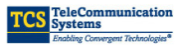 TCS TeleCommunication
Systems
Enabling Convergent Technologies®